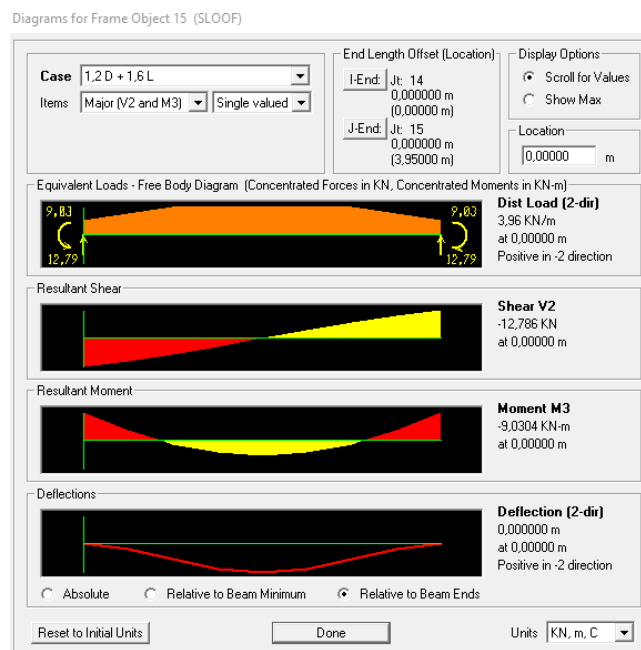 Diagrams for Frame Object 15 (SLOOF)
Case 1,2 D + 1,6 L
Items Major (V2 and M3) Single valued
End Length Offset (Location)
I-End: Jt: 14
0,000000 m
(0,00000 m)
J-End: Jt: 15
0,000000 m
(3,95000 m)
Display Options
Scroll for Values
Show Max
Location
0,00000 m
Equivalent Loads - Free Body Diagram (Concentrated Forces in KN, Concentrated Moments in KN-m)
9,03 9,03
12,79 12,79
Dist Load (2-dir)
3,96 KN/m
at 0,00000 m
Positive in -2 direction
Resultant Shear
Shear V2
-12,786 KN
at 0,00000 m
Resultant Moment
Moment M3
-9,0304 KN-m
at 0,00000 m
Deflections
Deflection (2-dir)
0,000000 m
at 0,00000 m
Positive in -2 direction
Absolute Relative to Beam Minimum Relative to Beam Ends
Reset to Initial Units Done Units KN, m, C